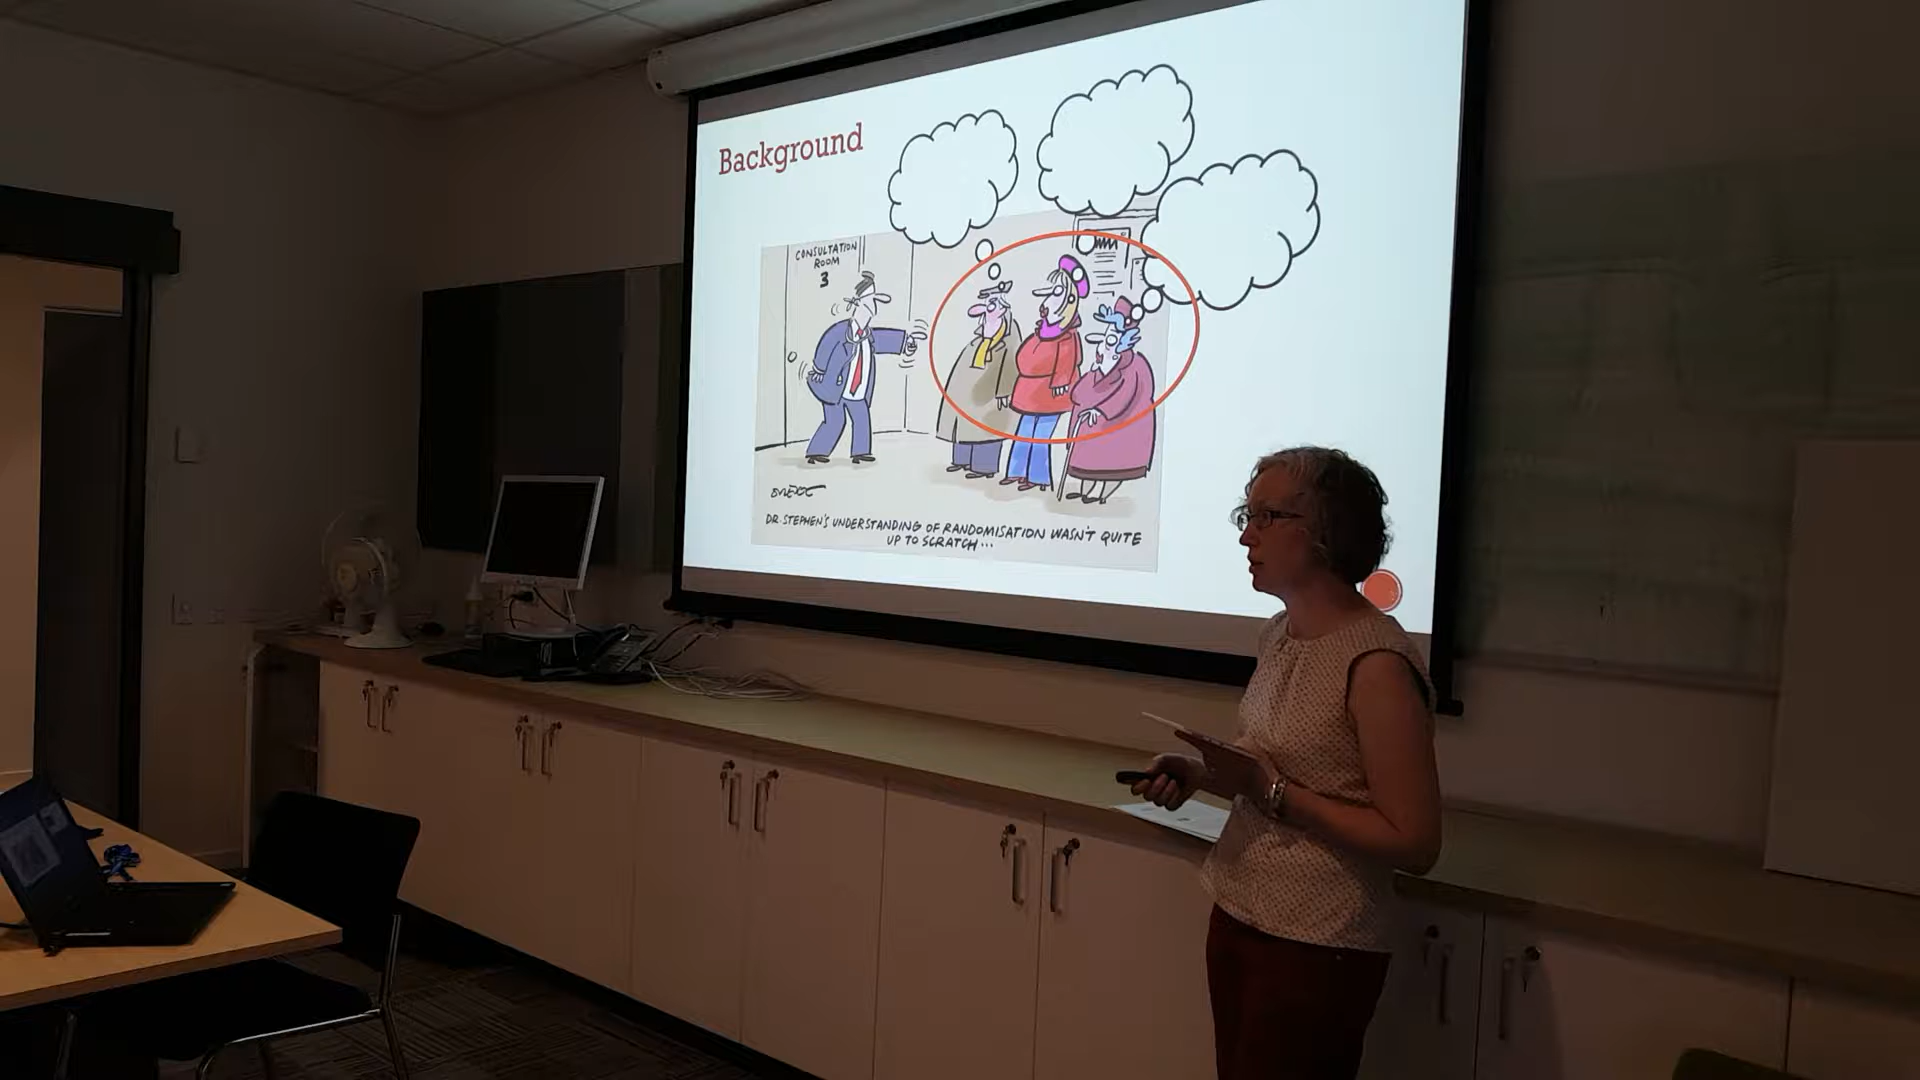 Background
CONSULTATION
ROOM
3
DR. STEPHEN'S UNDERSTANDING OF RANDOMISATION WASN'T QUITE
UP TO SCRATCH...